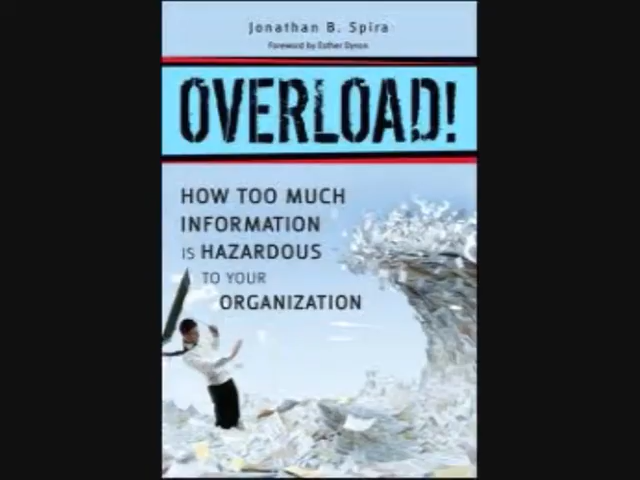 Jonathan B. Spira
Foreword by Esther Dyson
OVERLOAD!
HOW TOO MUCH
INFORMATION
IS HAZARDOUS
TO YOUR
ORGANIZATION